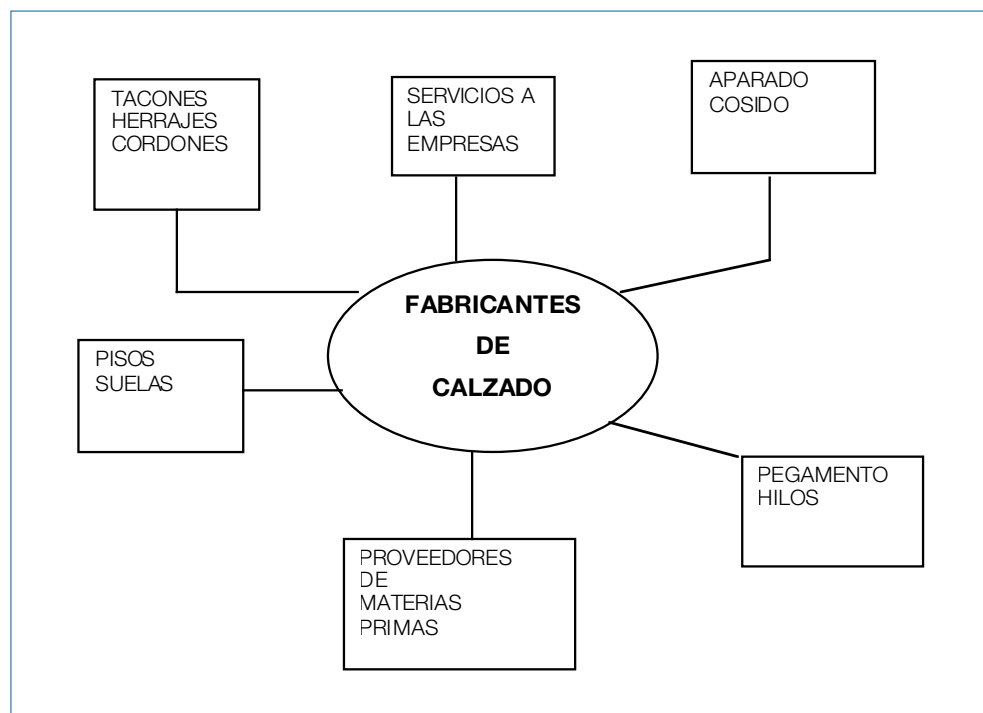 TACONES
HERRAJES
CORDONES
SERVICIOS A
LAS
EMPRESAS
APARADO
COSIDO
FABRICANTES
DE
CALZADO
PISOS
SUELAS
PEGAMENTO
HILOS
PROVEEDORES
DE
MATERIAS
PRIMAS